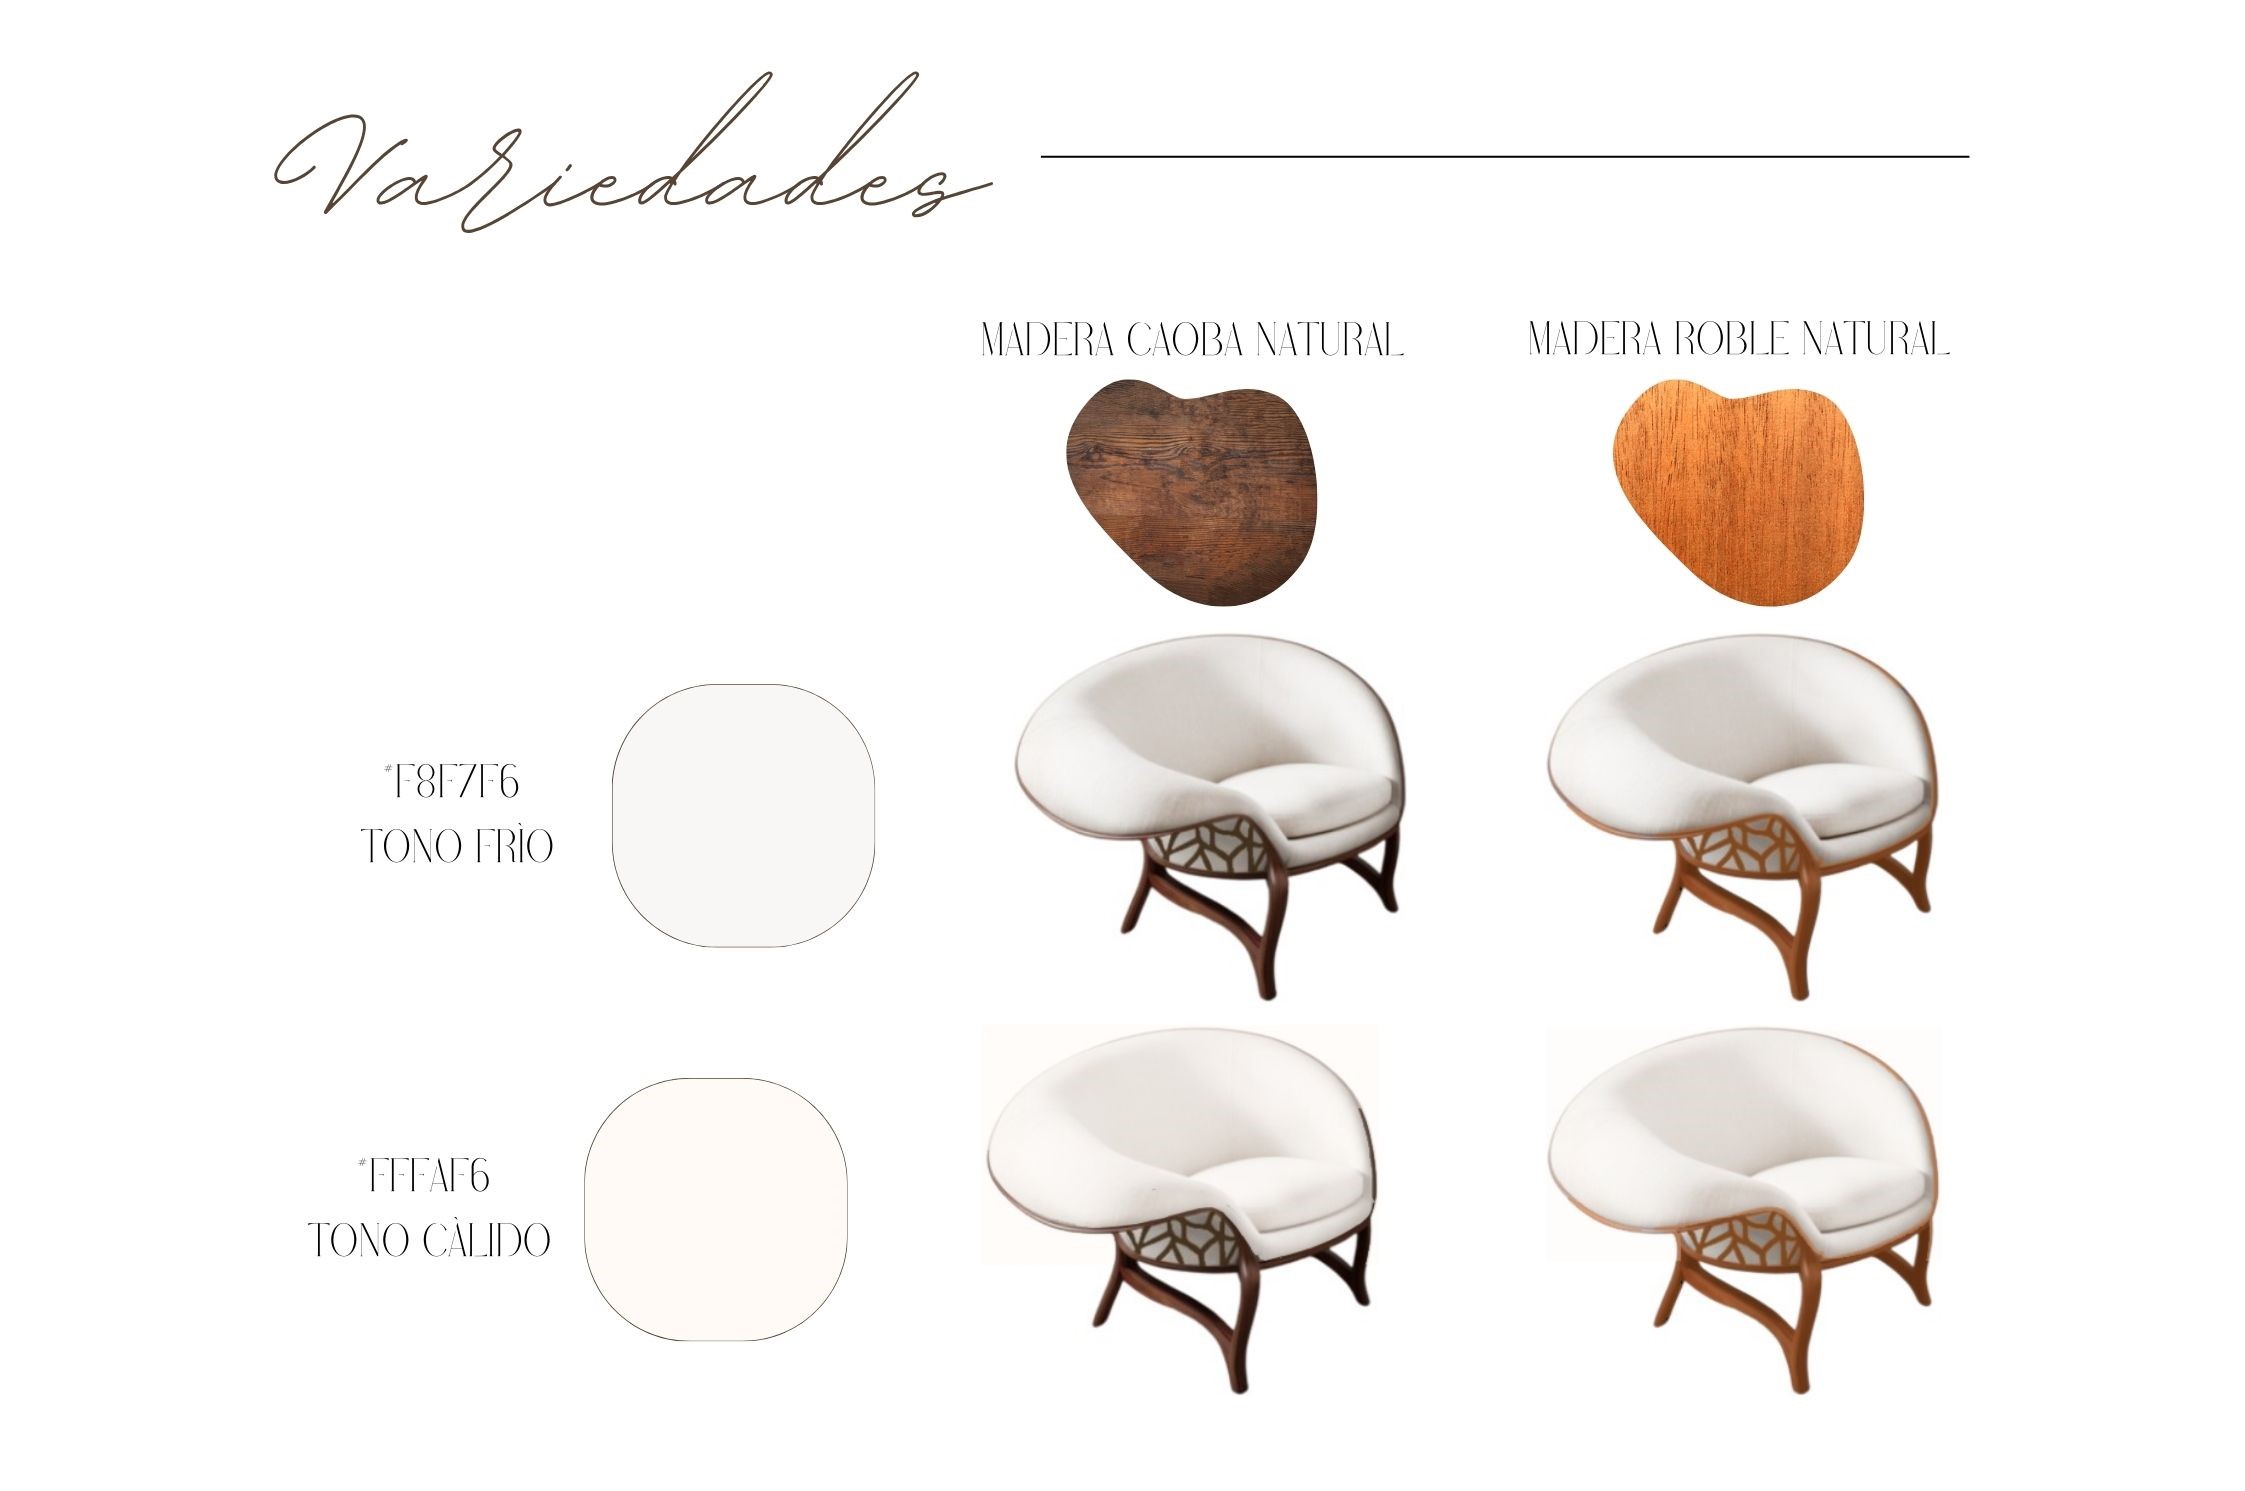 Variedades
MADERA CAOBA NATURAL
MADERA ROBLE NATURAL
#F8F7F6
TONO FRÌO
#FFFAF6
TONO CÀLIDO